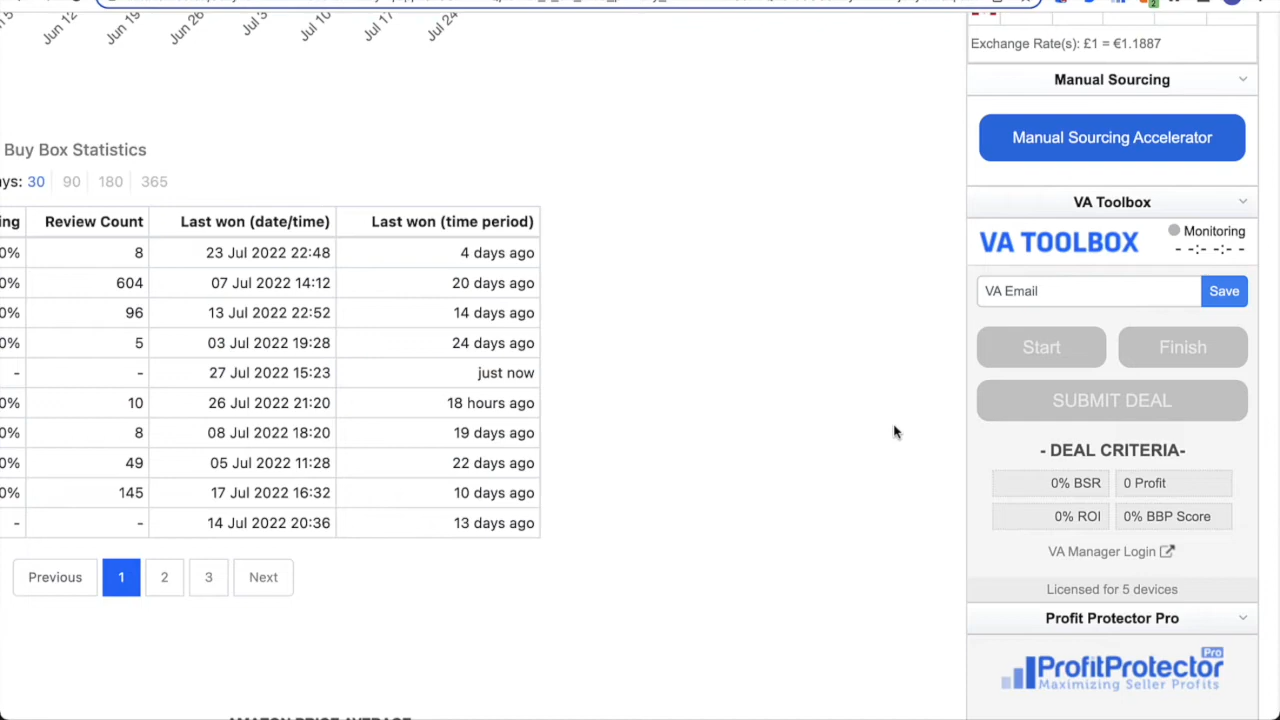 Jun 12
Jun 19
Jun 26
Jul 3
Jul 10
Jul 17
Jul 24
Buy Box Statistics
ys: 30 90 180 365
ing Review Count Last won (date/time) Last won (time period)
0% 8 23 Jul 2022 22:48 4 days ago
0% 604 07 Jul 2022 14:12 20 days ago
0% 96 13 Jul 2022 22:52 14 days ago
0% 5 03 Jul 2022 19:28 24 days ago
- - 27 Jul 2022 15:23 just now
0% 10 26 Jul 2022 21:20 18 hours ago
0% 8 08 Jul 2022 18:20 19 days ago
0% 49 05 Jul 2022 11:28 22 days ago
0% 145 17 Jul 2022 16:32 10 days ago
- - 14 Jul 2022 20:36 13 days ago
Previous 1 2 3 Next
AMAZON PRICE AVERAGE
Exchange Rate(s): £1 = €1.1887
Manual Sourcing
Manual Sourcing Accelerator
VA Toolbox
VA TOOLBOX
Monitoring
- -:- -:- -
VA Email Save
Start Finish
SUBMIT DEAL
- DEAL CRITERIA-
0% BSR 0 Profit
0% ROI 0% BBP Score
VA Manager Login
Licensed for 5 devices
Profit Protector Pro
ProfitProtector Pro
Maximizing Seller Profits